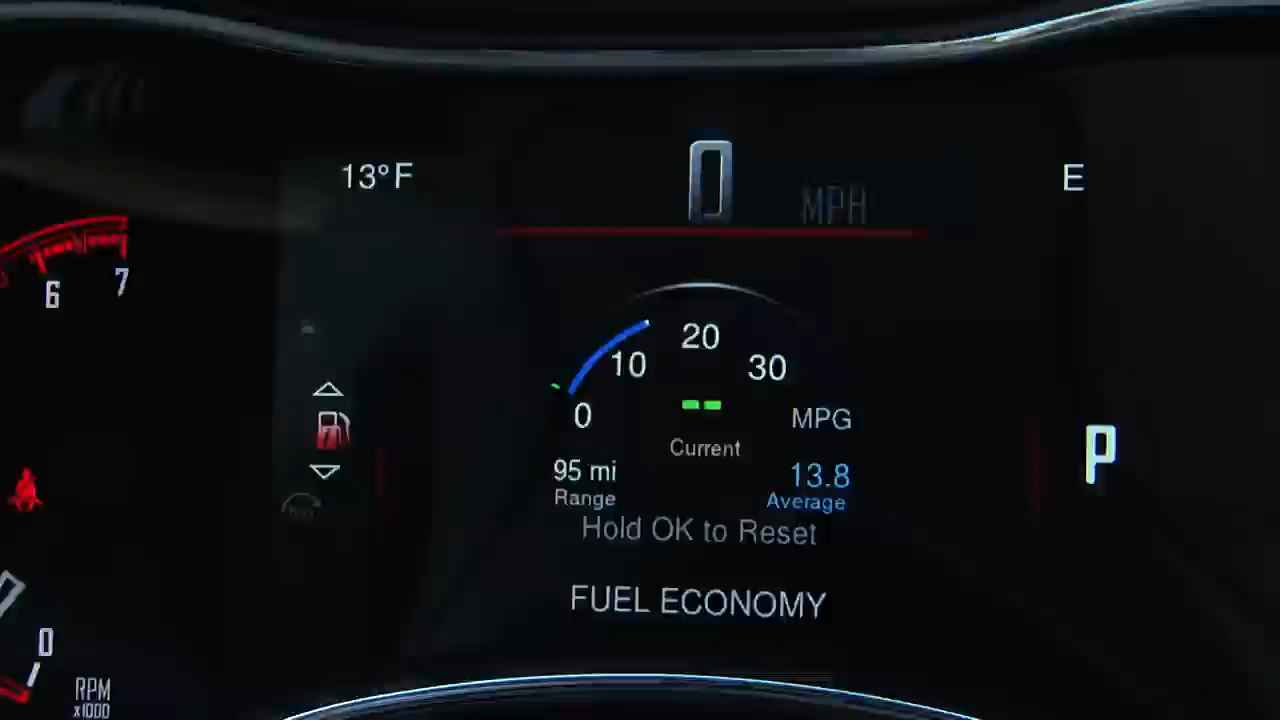 13°F
0 MPH
E
6
7
20
10
30
0
MPG
Current
95 mi
13.8
Range
Average
Hold OK to Reset
P
FUEL ECONOMY
0
RPM
x1000